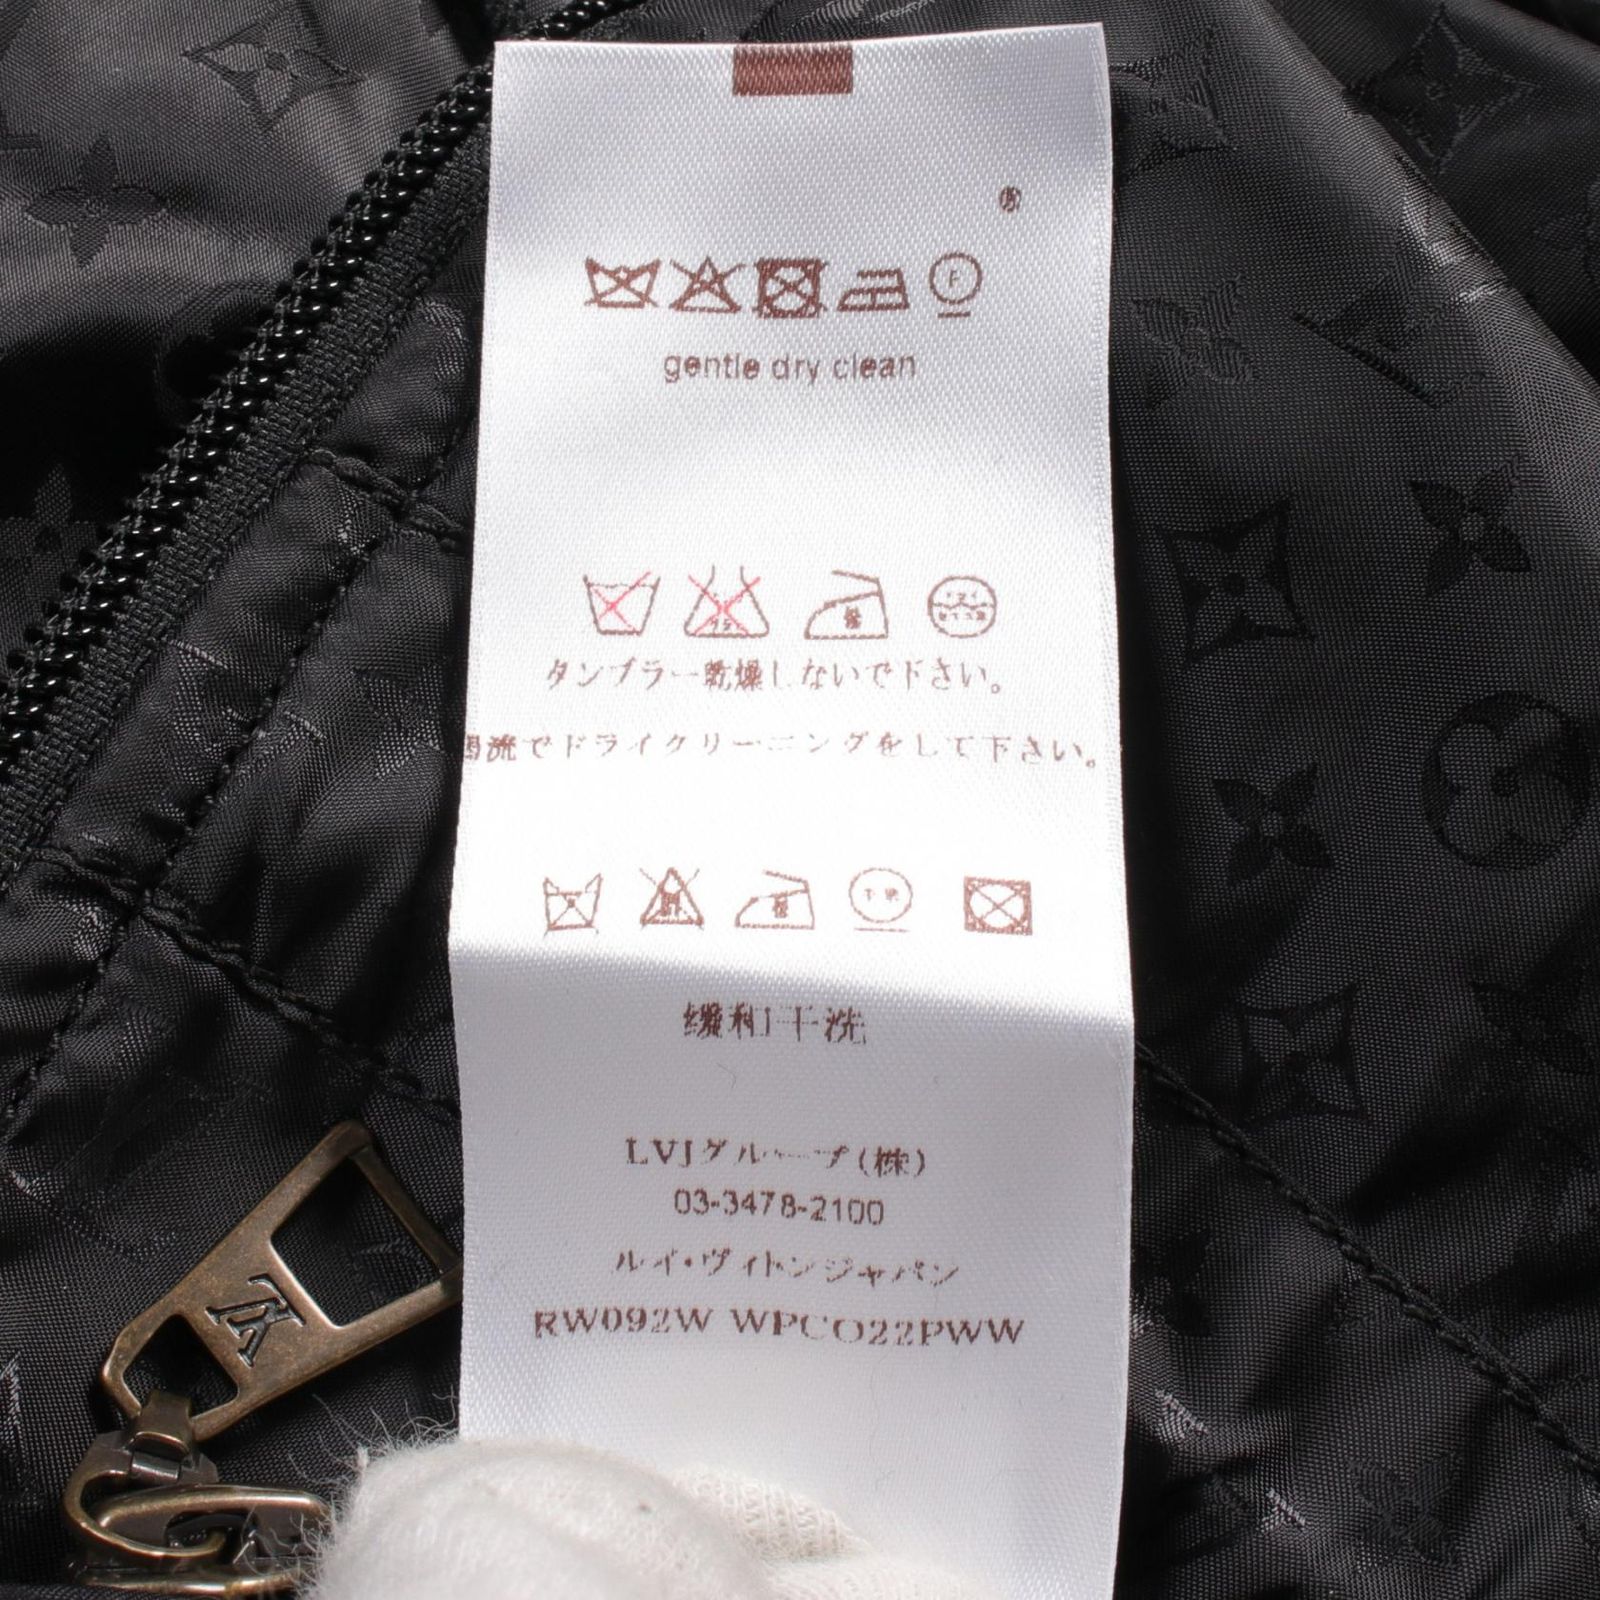 F
gentle dry clean
タンブラー乾燥しないで下さい。
流でドライクリーニングをして下さい。
缓和干洗
LVJグループ(株)
03-3478-2100
ルイ・ヴィトンジャパン
RW092W WPCO22PWW